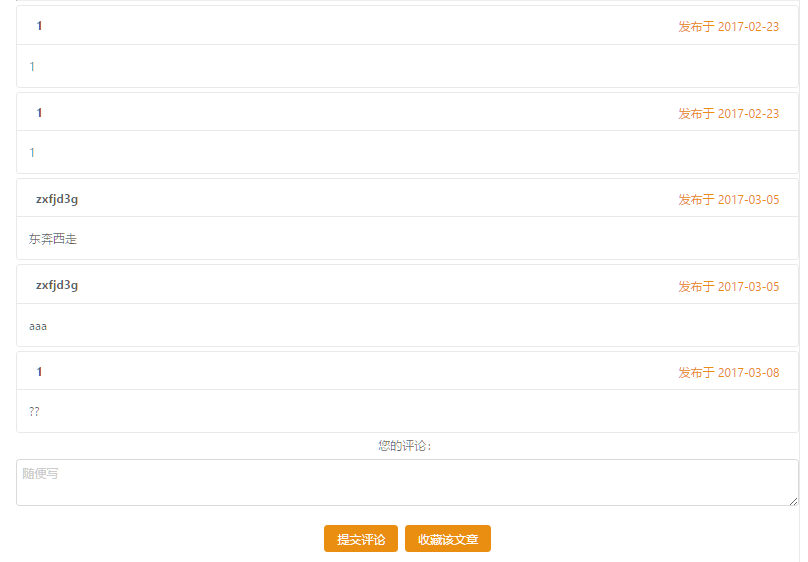 1 发布于 2017-02-23
1
1 发布于 2017-02-23
1
zxfjd3g 发布于 2017-03-05
东奔西走
zxfjd3g 发布于 2017-03-05
aaa
1 发布于 2017-03-08
??
您的评论：
随便写
提交评论 收藏该文章